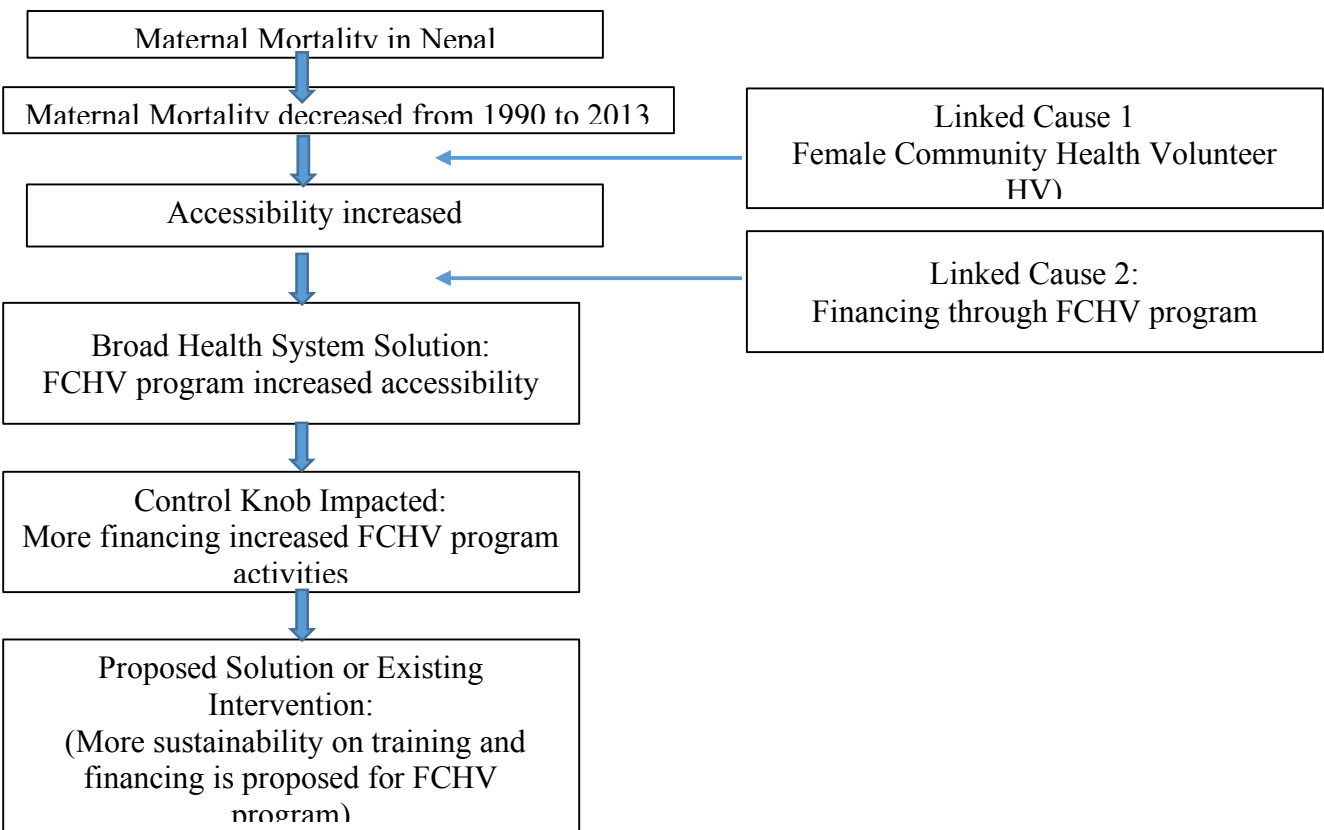 Maternal Mortality in Nepal
Maternal Mortality decreased from 1990 to 2013
Linked Cause 1
Female Community Health Volunteer
HV)
Accessibility increased
Linked Cause 2:
Financing through FCHV program
Broad Health System Solution:
FCHV program increased accessibility
Control Knob Impacted:
More financing increased FCHV program
activities
Proposed Solution or Existing
Intervention:
(More sustainability on training and
financing is proposed for FCHV
program)